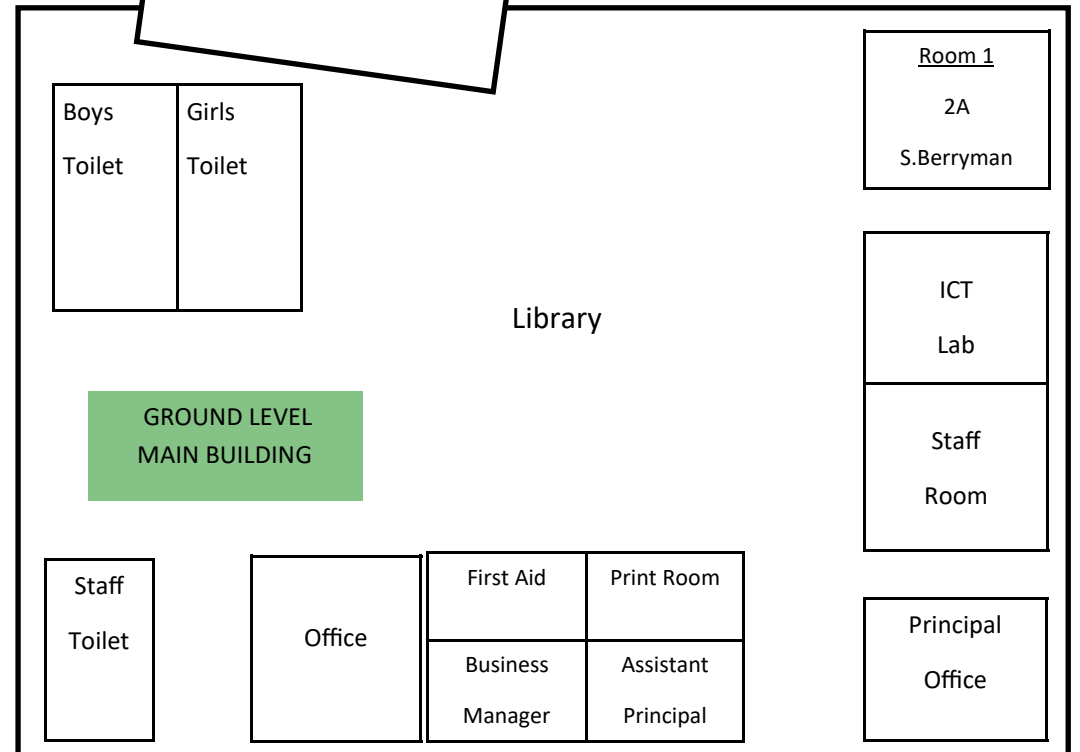 Room 1
2A
S.Berryman
Boys
Toilet
Girls
Toilet
Library
ICT
Lab
GROUND LEVEL
MAIN BUILDING
Staff
Room
Staff
Toilet
Office
First Aid
Print Room
Business
Manager
Assistant
Principal
Principal
Office